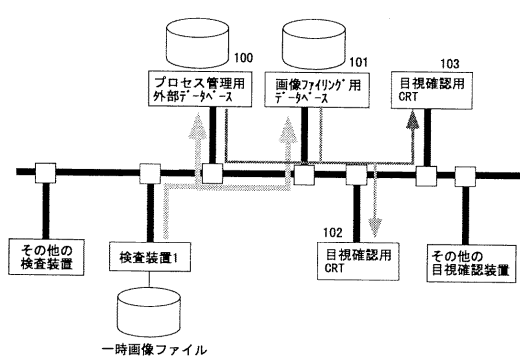 100
プロセス管理用
外部データベース
101
画像ファイリング用
データベース
103
目視確認用
CRT
その他の
検査装置
検査装置1
102
目視確認用
CRT
その他の
目視確認装置
一時画像ファイル